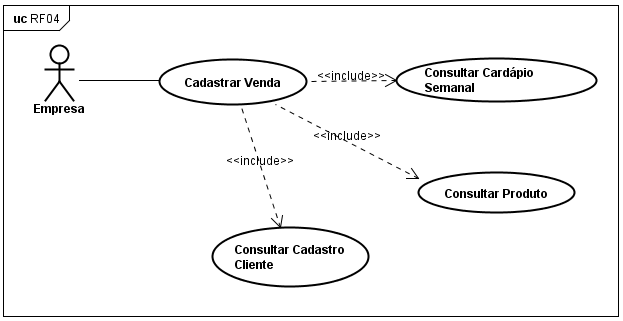 uc RF04
Cadastrar Venda
<<include>>
Consultar Cardápio
Semanal
Empresa
<<include>>
<<include>>
Consultar Produto
Consultar Cadastro
Cliente